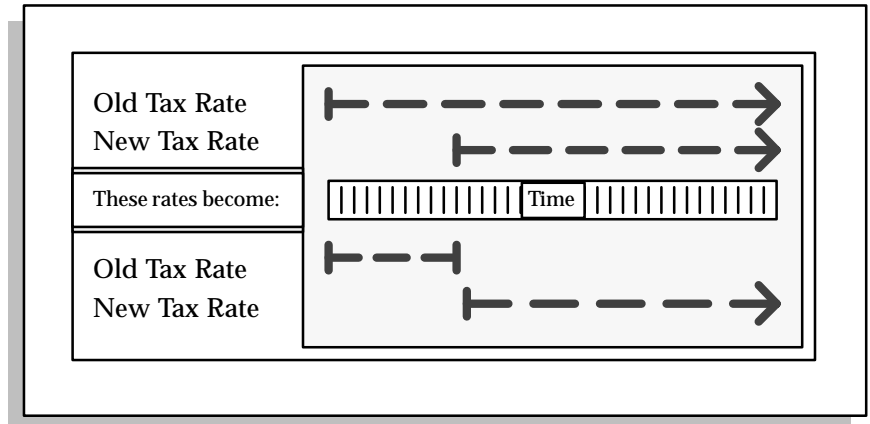 Old Tax Rate
New Tax Rate
These rates become:
Time
Old Tax Rate
New Tax Rate